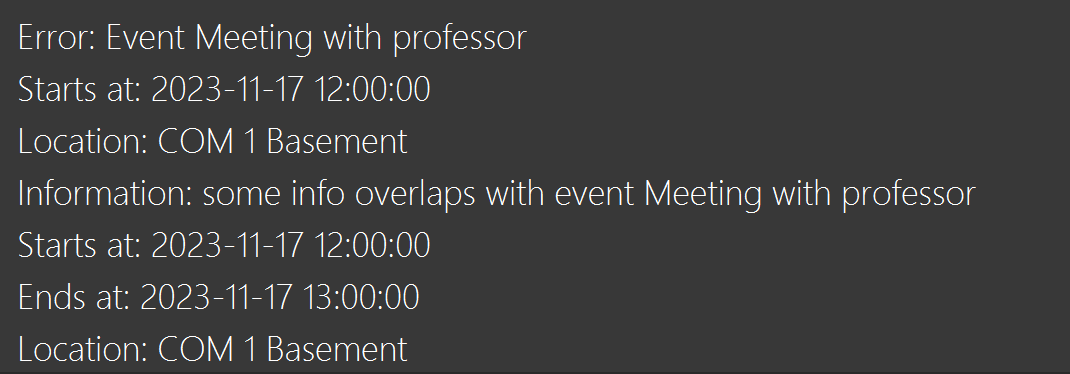 Error: Event Meeting with professor
Starts at: 2023-11-17 12:00:00
Location: COM 1 Basement
Information: some info overlaps with event Meeting with professor
Starts at: 2023-11-17 12:00:00
Ends at: 2023-11-17 13:00:00
Location: COM 1 Basement